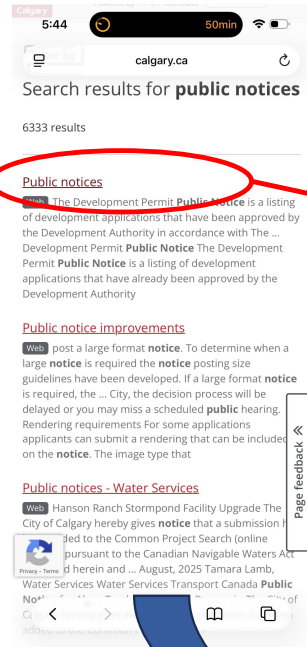 Calgary
5:44
50min
calgary.ca
Search results for public notices
6333 results
Public notices
Web The Development Permit Public Notice is a listing
of development applications that have been approved by
the Development Authority in accordance with The ...
Development Permit Public Notice The Development
Permit Public Notice is a listing of development
applications that have already been approved by the
Development Authority
Public notice improvements
Web post a large format notice. To determine when a
large notice is required the notice posting size
guidelines have been developed. If a large format notice
is required, the ... City, the decision process will be
delayed or you may miss a scheduled public hearing.
Rendering requirements For some applications
applicants can submit a rendering that can be included
on the notice. The image type that
Page feedback
Public notices - Water Services
Web Hanson Ranch Stormpond Facility Upgrade The
City of Calgary hereby gives notice that a submission
to the Common Project Search (online
pursuant to the Canadian Navigable Waters Act
herein and ... August, 2025 Tamara Lamb,
Privacy - Terms
Water Services Water Services Transport Canada Public